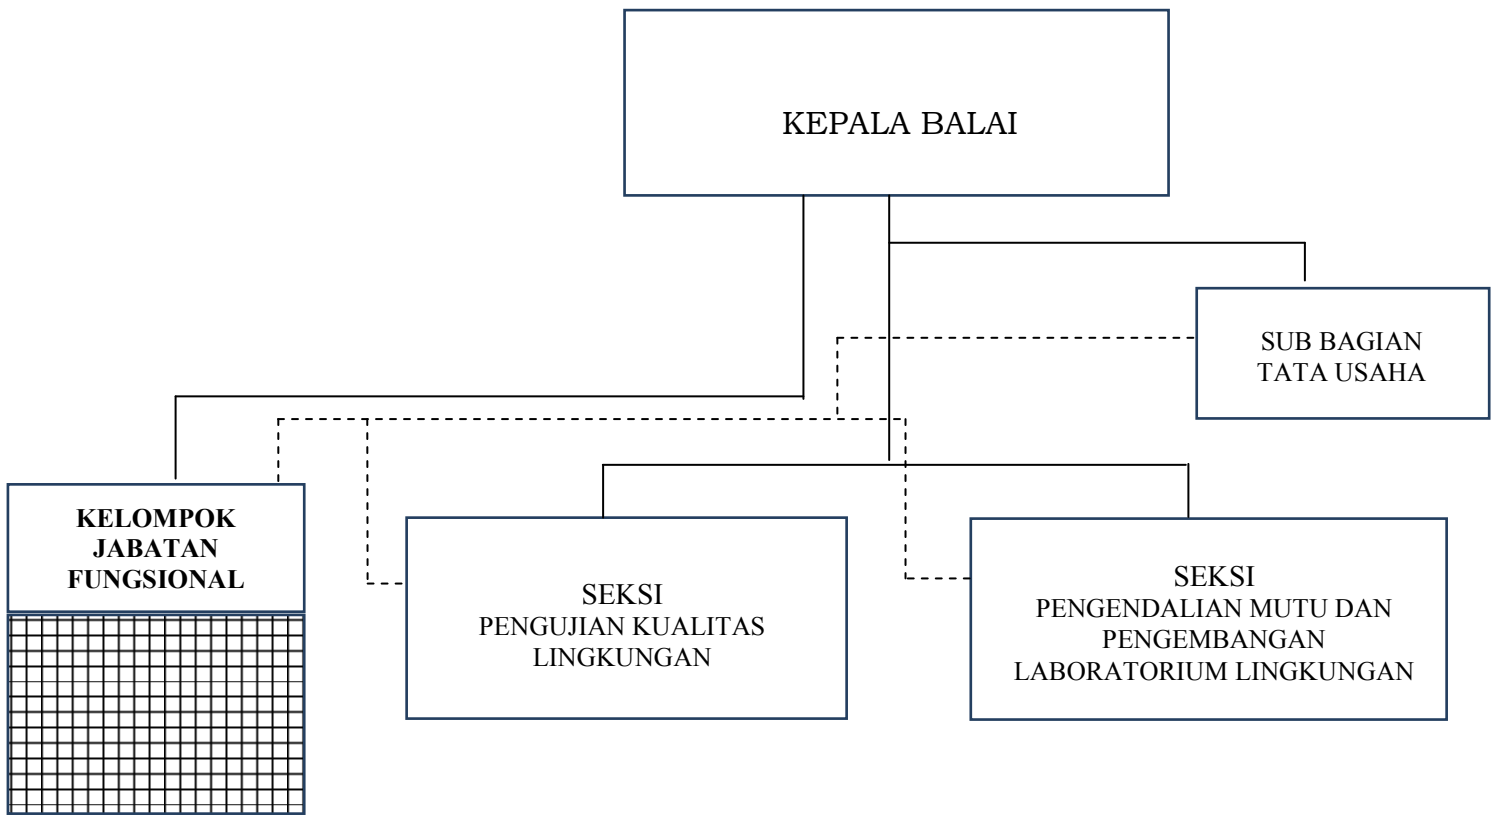 KEPALA BALAI
SUB BAGIAN
TATA USAHA
KELOMPOK
JABATAN
FUNGSIONAL
SEKSI
PENGUJIAN KUALITAS
LINGKUNGAN
SEKSI
PENGENDALIAN MUTU DAN
PENGEMBANGAN
LABORATORIUM LINGKUNGAN